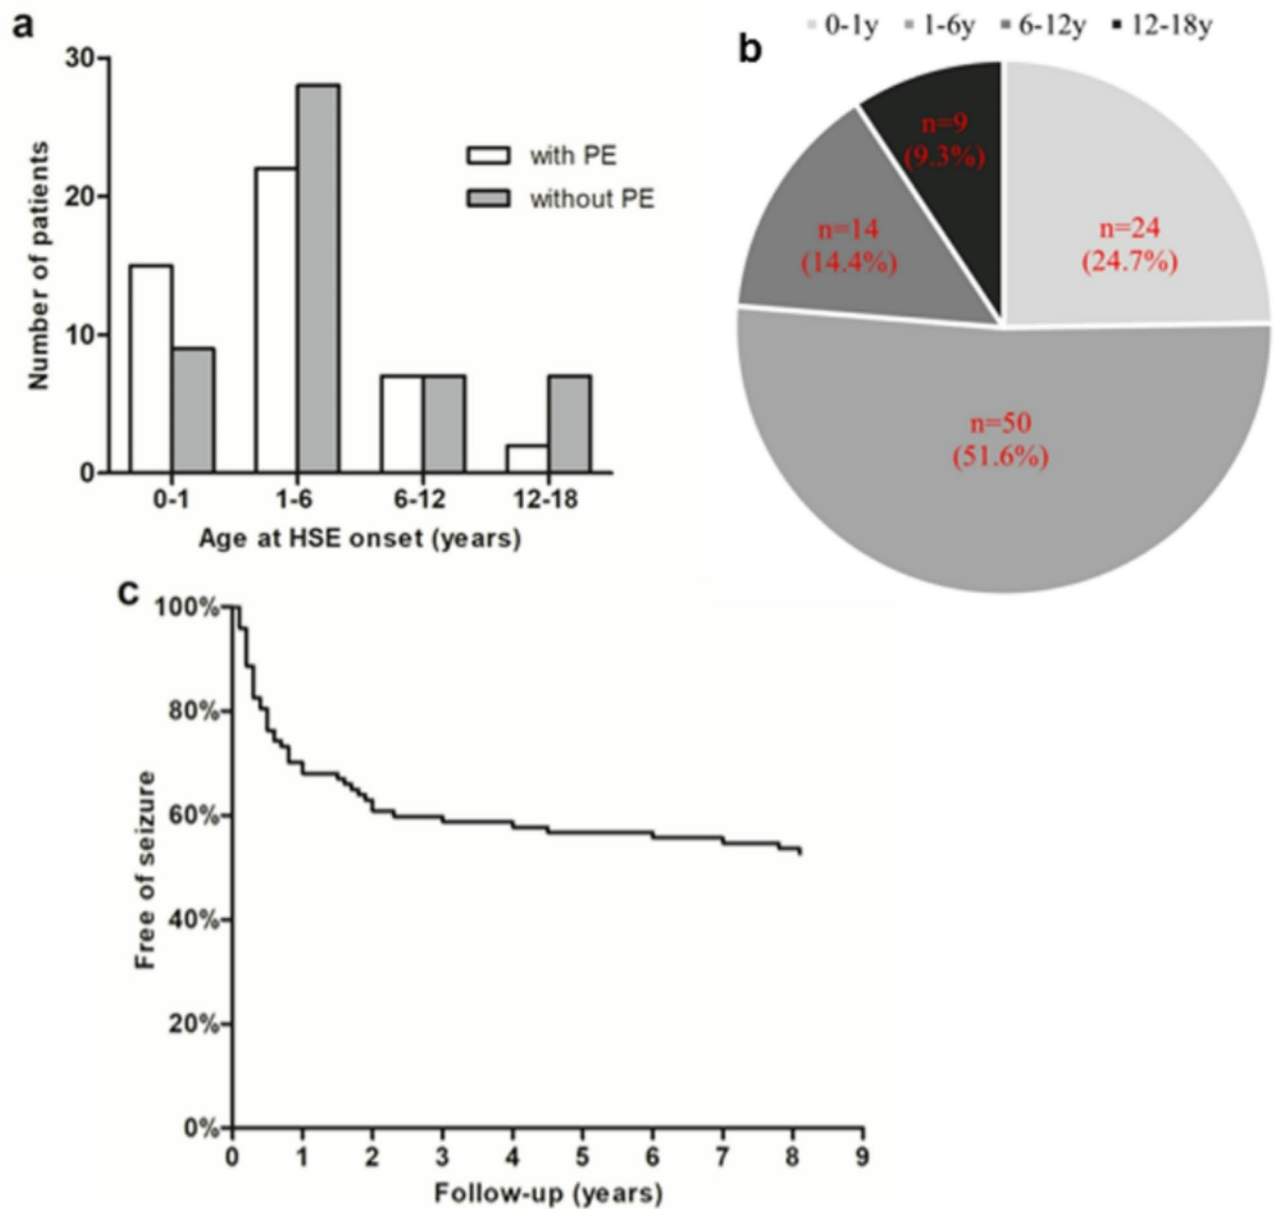 a
30
20
10
0
Number of patients
with PE
without PE
0-1 1-6 6-12 12-18
Age at HSE onset (years)
b
0-1y 1-6y 6-12y 12-18y
n=9
(9.3%)
n=14
(14.4%)
n=24
(24.7%)
n=50
(51.6%)
c
100%
80%
60%
40%
20%
0%
Free of seizure
0 1 2 3 4 5 6 7 8 9
Follow-up (years)